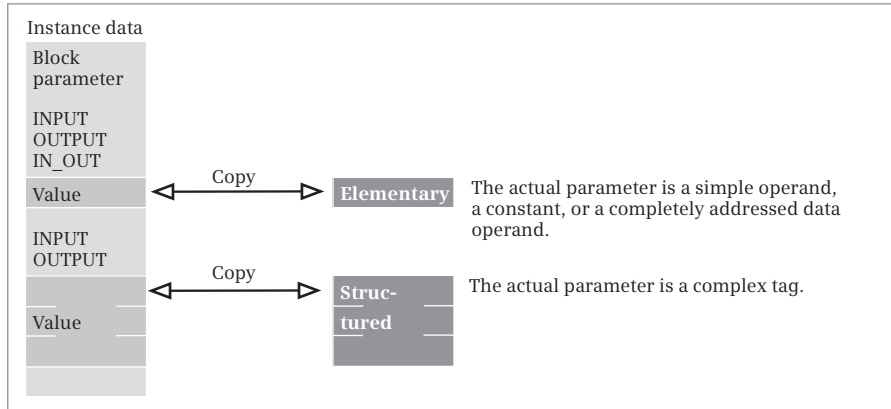 Instance data
Block
parameter
INPUT
OUTPUT
IN_OUT
Value
Copy
Elementary
The actual parameter is a simple operand,
a constant, or a completely addressed data
operand.
INPUT
OUTPUT
Copy
Struc-
tured
The actual parameter is a complex tag.
Value